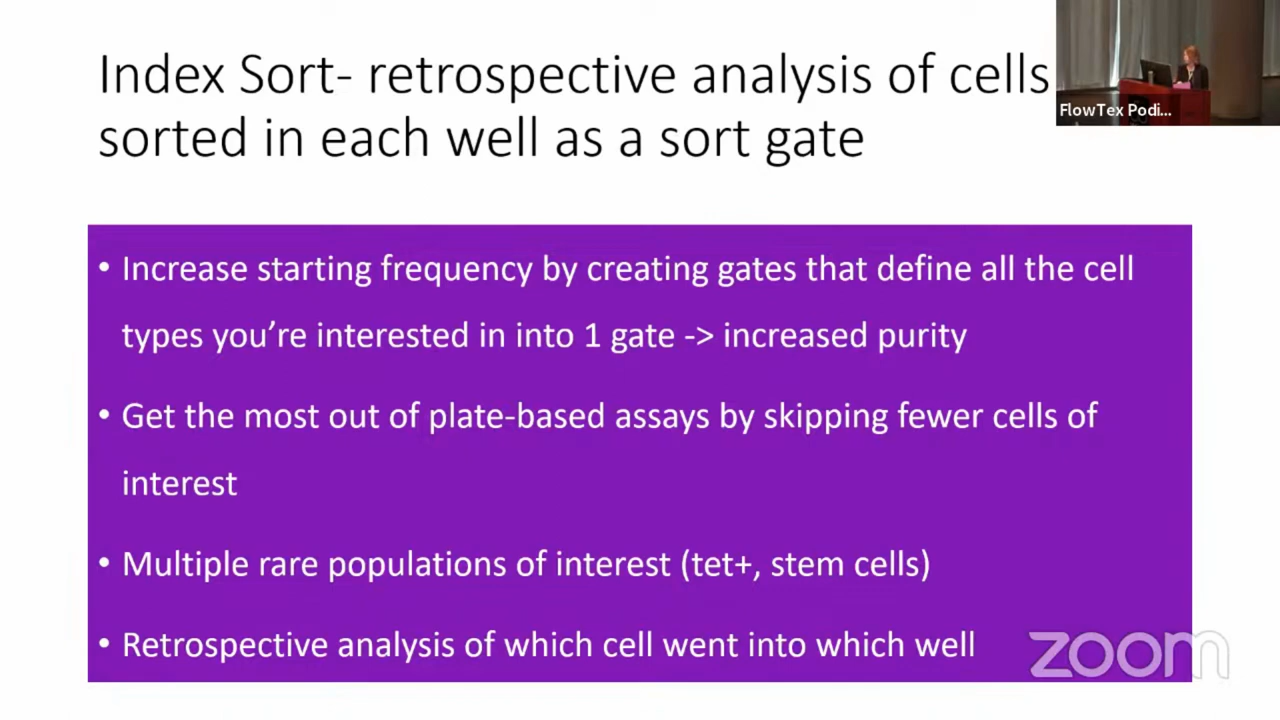 Index Sort- retrospective analysis of cells
sorted in each well as a sort gate
FlowTex Podi...
• Increase starting frequency by creating gates that define all the cell
types you’re interested in into 1 gate -> increased purity
• Get the most out of plate-based assays by skipping fewer cells of
interest
• Multiple rare populations of interest (tet+, stem cells)
• Retrospective analysis of which cell went into which well
zoom